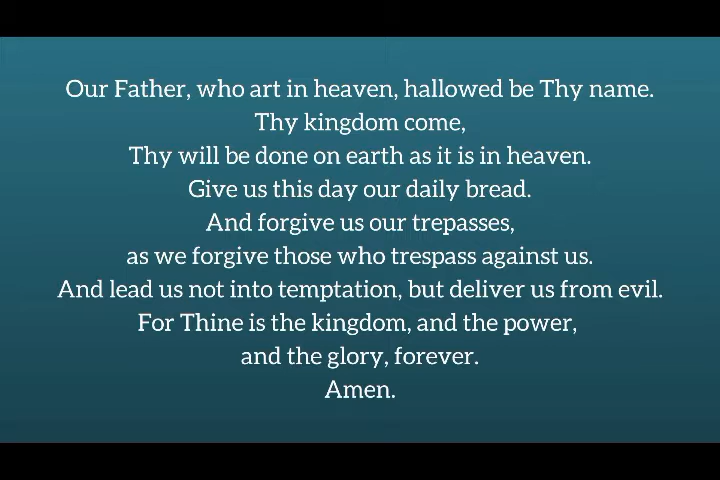 Our Father, who art in heaven, hallowed be Thy name.
Thy kingdom come,
Thy will be done on earth as it is in heaven.
Give us this day our daily bread.
And forgive us our trepasses,
as we forgive those who trespass against us.
And lead us not into temptation, but deliver us from evil.
For Thine is the kingdom, and the power,
and the glory, forever.
Amen.